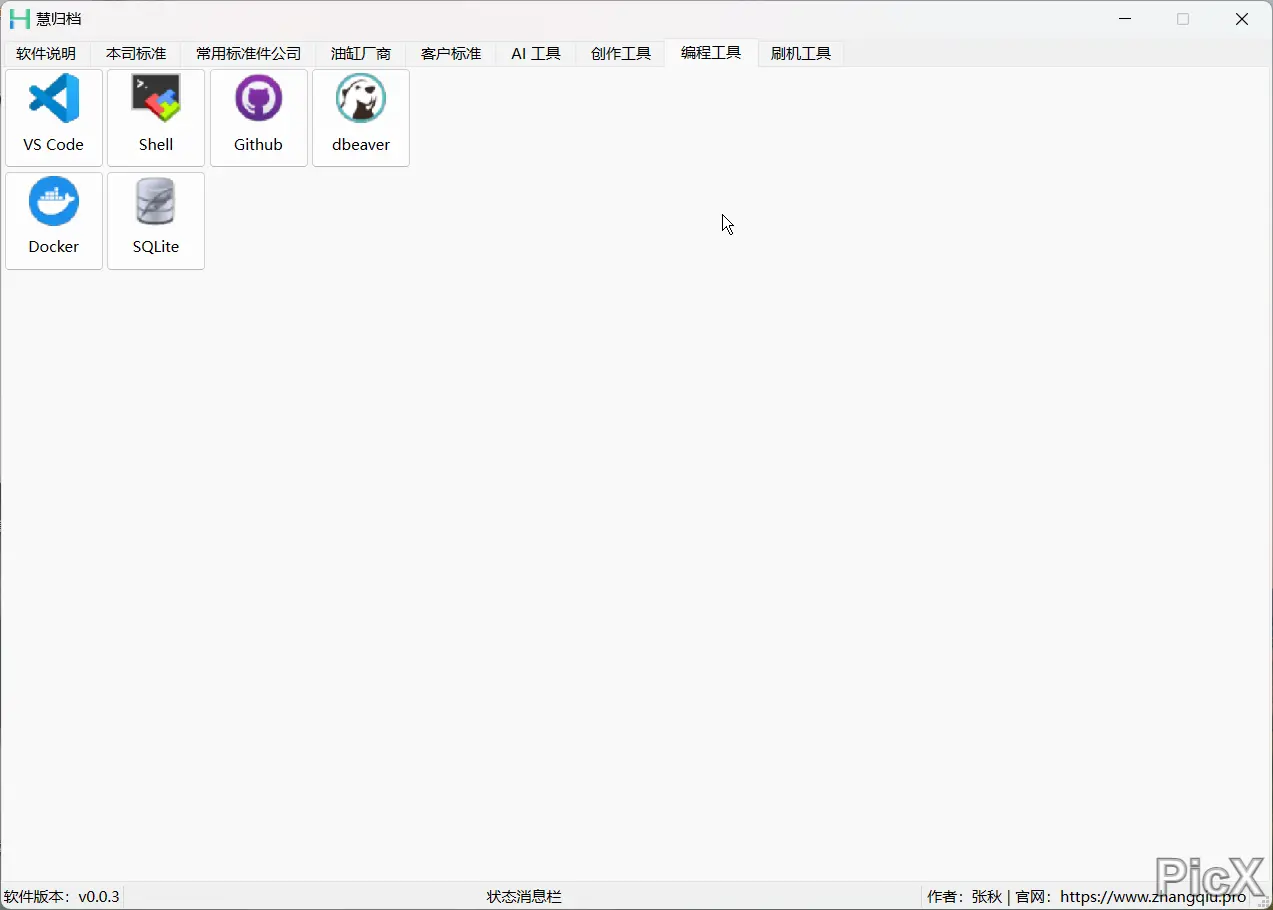 慧归档
软件说明 本司标准 常用标准件公司 油缸厂商 客户标准 AI 工具 创作工具 编程工具 刷机工具
VS Code Shell Github dbeaver
Docker SQLite
PicX
软件版本：v0.0.3 状态消息栏 作者：张秋 | 官网：https://www.zhangqiu.pro